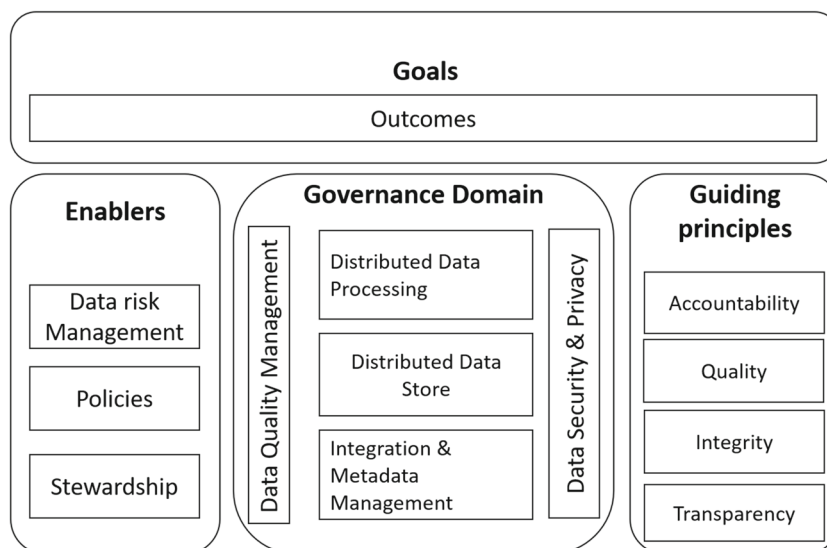 Goals
Outcomes
Enablers
Data risk
Management
Policies
Stewardship
Governance Domain
Data Quality Management
Distributed Data
Processing
Distributed Data
Store
Integration &
Metadata
Management
Data Security & Privacy
Guiding
principles
Accountability
Quality
Integrity
Transparency